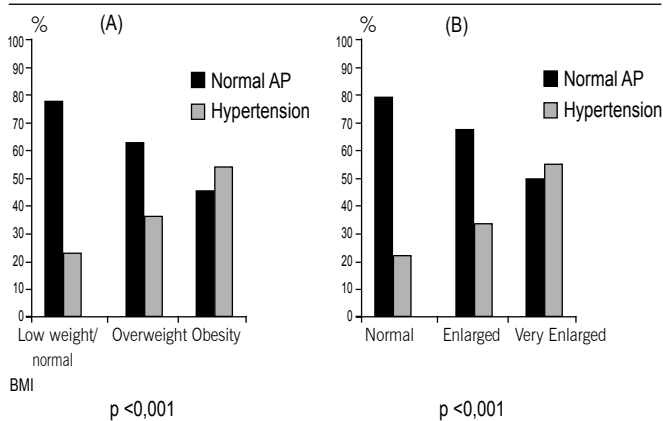 % (A)
100
90
80
70
60
50
40
30
20
10
0
Normal AP
Hypertension
Low weight/ Overweight Obesity
normal
BMI
p <0,001
% (B)
100
90
80
70
60
50
40
30
20
10
0
Normal AP
Hypertension
Normal Enlarged Very Enlarged
p <0,001